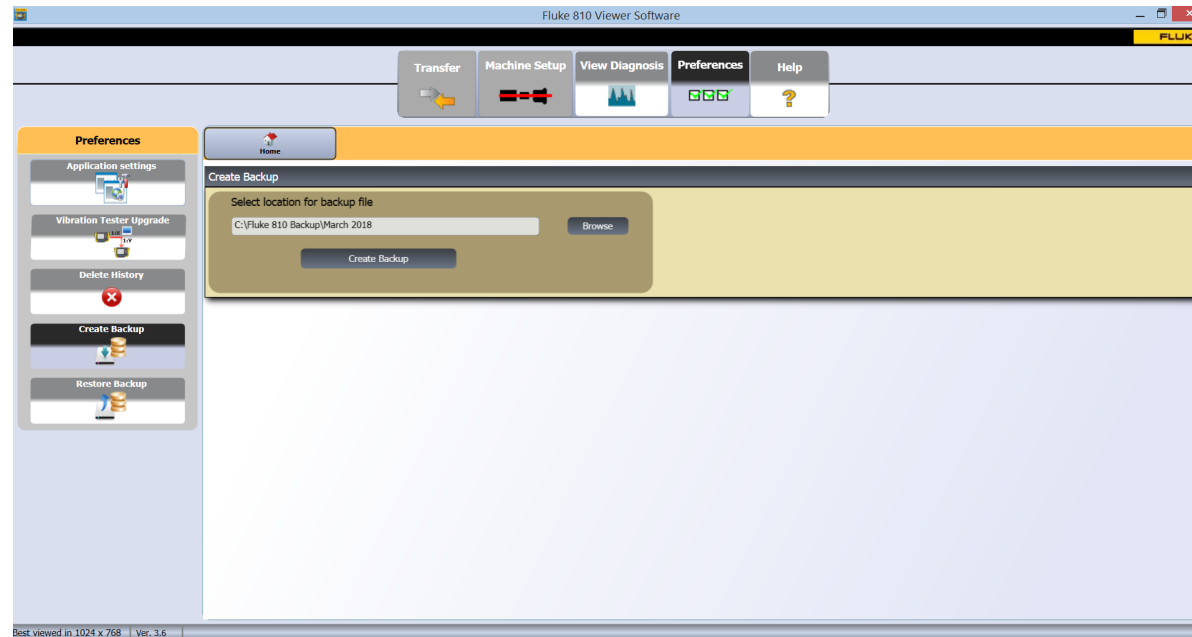 Fluke 810 Viewer Software
FLUK
Transfer
Machine Setup
View Diagnosis
Preferences
Help
Preferences
Application settings
Vibration Tester Upgrade
Delete History
Create Backup
Restore Backup
Home
Create Backup
Select location for backup file
C:\Fluke 810 Backup\March 2018
Browse
Create Backup
Best viewed in 1024 x 768 Ver. 3.6